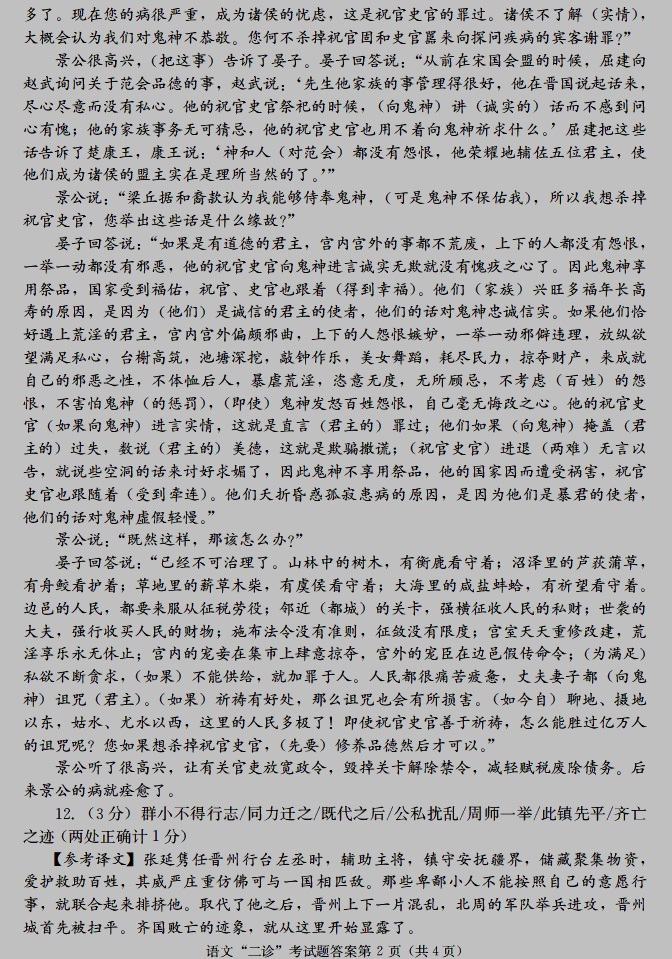 多了。现在您的病很严重，成为诸侯的忧虑，这是祝官史官的罪过。诸侯不了解（实情），
大概会认为我们对鬼神不恭敬。您何不杀掉祝官固和史官嚚来向探问疾病的宾客谢罪？”
景公很高兴，（把这事）告诉了晏子。晏子回答说：“从前在宋国会盟的时候，屈建向
赵武询问关于范会品德的事，赵武说：‘先生他家族的事管理得很好，他在晋国说起话来，
尽心尽意而没有私心。他的祝官史官祭祀的时候，（向鬼神）讲（诚实的）话而不感到问
心有愧；他的家族事务无可猜忌，他的祝官史官也用不着向鬼神祈求什么。’屈建把这些
话告诉了楚康王，康王说：‘神和人（对范会）都没有怨恨，他荣耀地辅佐五位君主，使
他们成为诸侯的盟主实在是理所当然的了。’”
景公说：“梁丘据和裔款认为我能够侍奉鬼神，（可是鬼神不保佑我），所以我想杀掉
祝官史官，您举出这些话是什么缘故？”
晏子回答说：“如果是有道德的君主，宫内宫外的事都不荒废，上下的人都没有怨恨，
一举一动都没有邪恶，他的祝官史官向鬼神进言诚实无欺就没有愧疚之心了。因此鬼神享
用祭品，国家受到福佑，祝官、史官也跟着（得到幸福）。他们（家族）兴旺多福年长高
寿的原因，是因为（他们）是诚信的君主的使者，他们的话对鬼神忠诚信实。如果他们恰
好遇上荒淫的君主，宫内宫外偏颇邪曲，上下的人怨恨嫉妒，一举一动邪僻违理，放纵欲
望满足私心，台榭高筑，池塘深挖，敲钟作乐，美女舞蹈，耗尽民力，掠夺财产，来成就
自己的邪恶之性，不体恤后人，暴虐荒淫，恣意无度，无所顾忌，不考虑（百姓）的怨
恨，不害怕鬼神（的惩罚），（即使）鬼神发怒百姓怨恨，自己毫无悔改之心。他的祝官史
官（如果向鬼神）进言实情，这就是直言（君主的）罪过；他们如果（向鬼神）掩盖（君
主的）过失，数说（君主的）美德，这就是欺骗撒谎；（祝官史官）进退（两难）无言以
告，就说些空洞的话来讨好求媚了，因此鬼神不享用祭品，他的国家因而遭受祸害，祝官
史官也跟随着（受到牵连）。他们夭折昏惑孤寂患病的原因，是因为他们是暴君的使者，
他们的话对鬼神虚假轻慢。”
景公说：“既然这样，那该怎么办？”
晏子回答说：“已经不可治理了。山林中的树木，有衡鹿看守着；沼泽里的芦荻蒲草，
有舟鲛看护着；草地里的薪草木柴，有虞侯看守着；大海里的咸盐蚌蛤，有祈望看守着。
边邑的人民，都要来服从征税劳役；邻近（都城）的关卡，强横征收人民的私财；世袭的
大夫，强行收买人民的财物；施布法令没有准则，征敛没有限度；宫室天天重修改建，荒
淫享乐永无休止；宫内的宠妾在集市上肆意掠夺，宫外的宠臣在边邑假传命令；（为满足）
私欲不断贪求，（如果）不能供给，就加罪于人。人民都很痛苦疲惫，丈夫妻子都（向鬼
神）诅咒（君主）。（如果）祈祷有好处，那么诅咒也会有所损害。（如今自）聊地、摄地
以东，姑水、尤水以西，这里的人民多极了！即使祝官史官善于祈祷，怎么能胜过亿万人
的诅咒呢？您如果想杀掉祝官史官，（先要）修养品德然后才可以。”
景公听了很高兴，让有关官吏放宽政令，毁掉关卡解除禁令，减轻赋税废除债务。后
来景公的病就痊愈了。
12.（3分）群小不得行志/同力迁之/既代之后/公私扰乱/周师一举/此镇先平/齐亡
之迹（两处正确计1分）
【参考译文】张延隽任晋州行台左丞时，辅助主将，镇守安抚疆界，储藏聚集物资，
爱护救助百姓，其威严庄重仿佛可与一国相匹敌。那些卑鄙小人不能按照自己的意愿行
事，就联合起来排挤他。取代了他之后，晋州上下一片混乱，北周的军队举兵进攻，晋州
城首先被扫平。齐国败亡的迹象，就从这里开始显露了。
语文“二诊”考试题答案第2页（共4页）